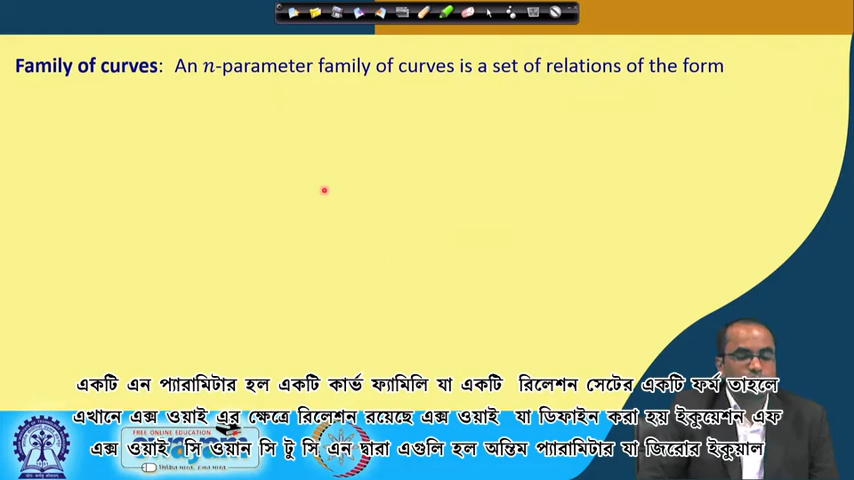 Family of curves: An n-parameter family of curves is a set of relations of the form
একটি এন প্যারামিটার হল একটি কার্ভ ফ্যামিলি যা একটি রিলেশন সেটের একটি ফর্ম তাহলে
এখানে এক্স ওয়াই এর ক্ষেত্রে রিলেশন রয়েছে এক্স ওয়াই যা ডিফাইন করা হয় ইকুয়েশন এফ
এক্স ওয়াই সি ওয়ান সি টু সি এন দ্বারা এগুলি হল অন্তিম প্যারামিটার যা জিরোর ইকুয়াল
FREE ONLINE EDUCATION
swayam